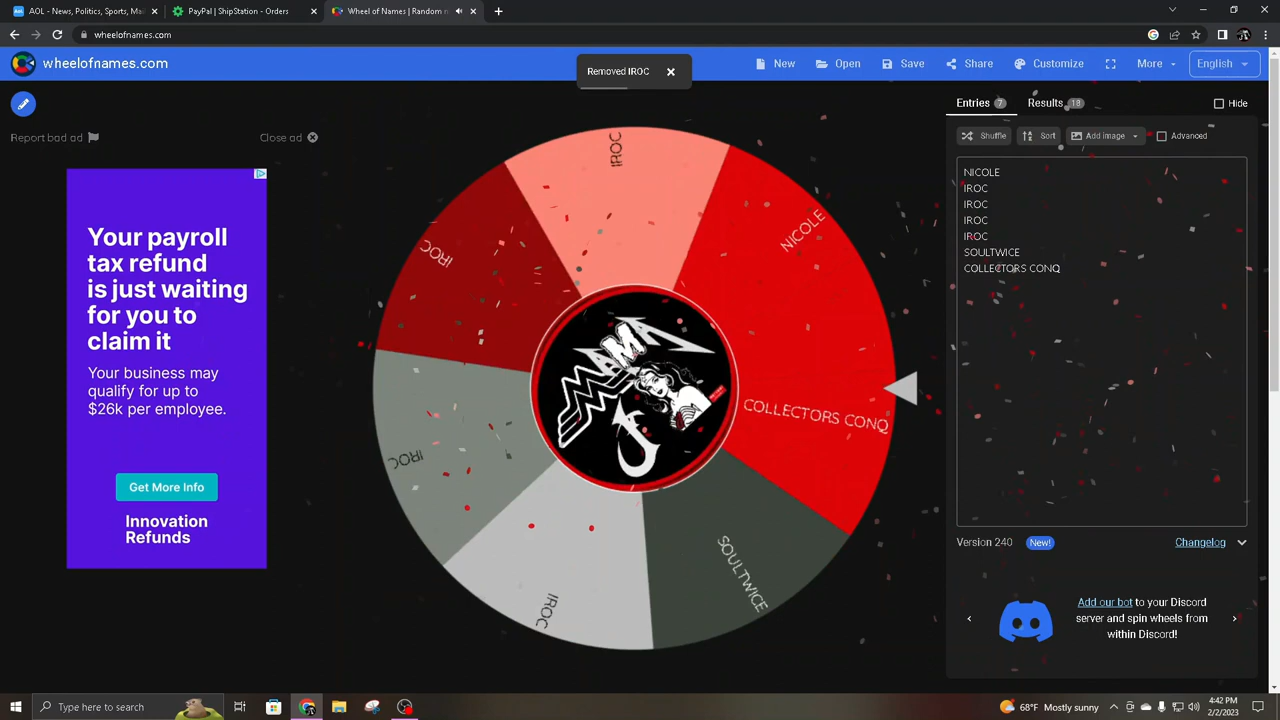 AOL - News, Politics, Sports, Mai
PayPal | ShipStation - Orders
Wheel of Names | Random n
wheelofnames.com
wheelofnames.com
Removed IROC
New
Open
Save
Share
Customize
More
English
Report bad ad
Close ad
Your payroll
tax refund
is just waiting
for you to
claim it
Your business may
qualify for up to
$26k per employee.
Get More Info
Innovation
Refunds
IROC
NICOLE
COLLECTORS CONQ
SOULTWICE
IROC
IROC
IROC
MAMA
Entries 7
Results 18
Hide
Shuffle
Sort
Add image
Advanced
NICOLE
IROC
IROC
IROC
IROC
SOULTWICE
COLLECTORS CONQ
Version 240
New!
Changelog
Add our bot to your Discord
server and spin wheels from
within Discord!
Type here to search
68°F Mostly sunny
4:42 PM
2/2/2023